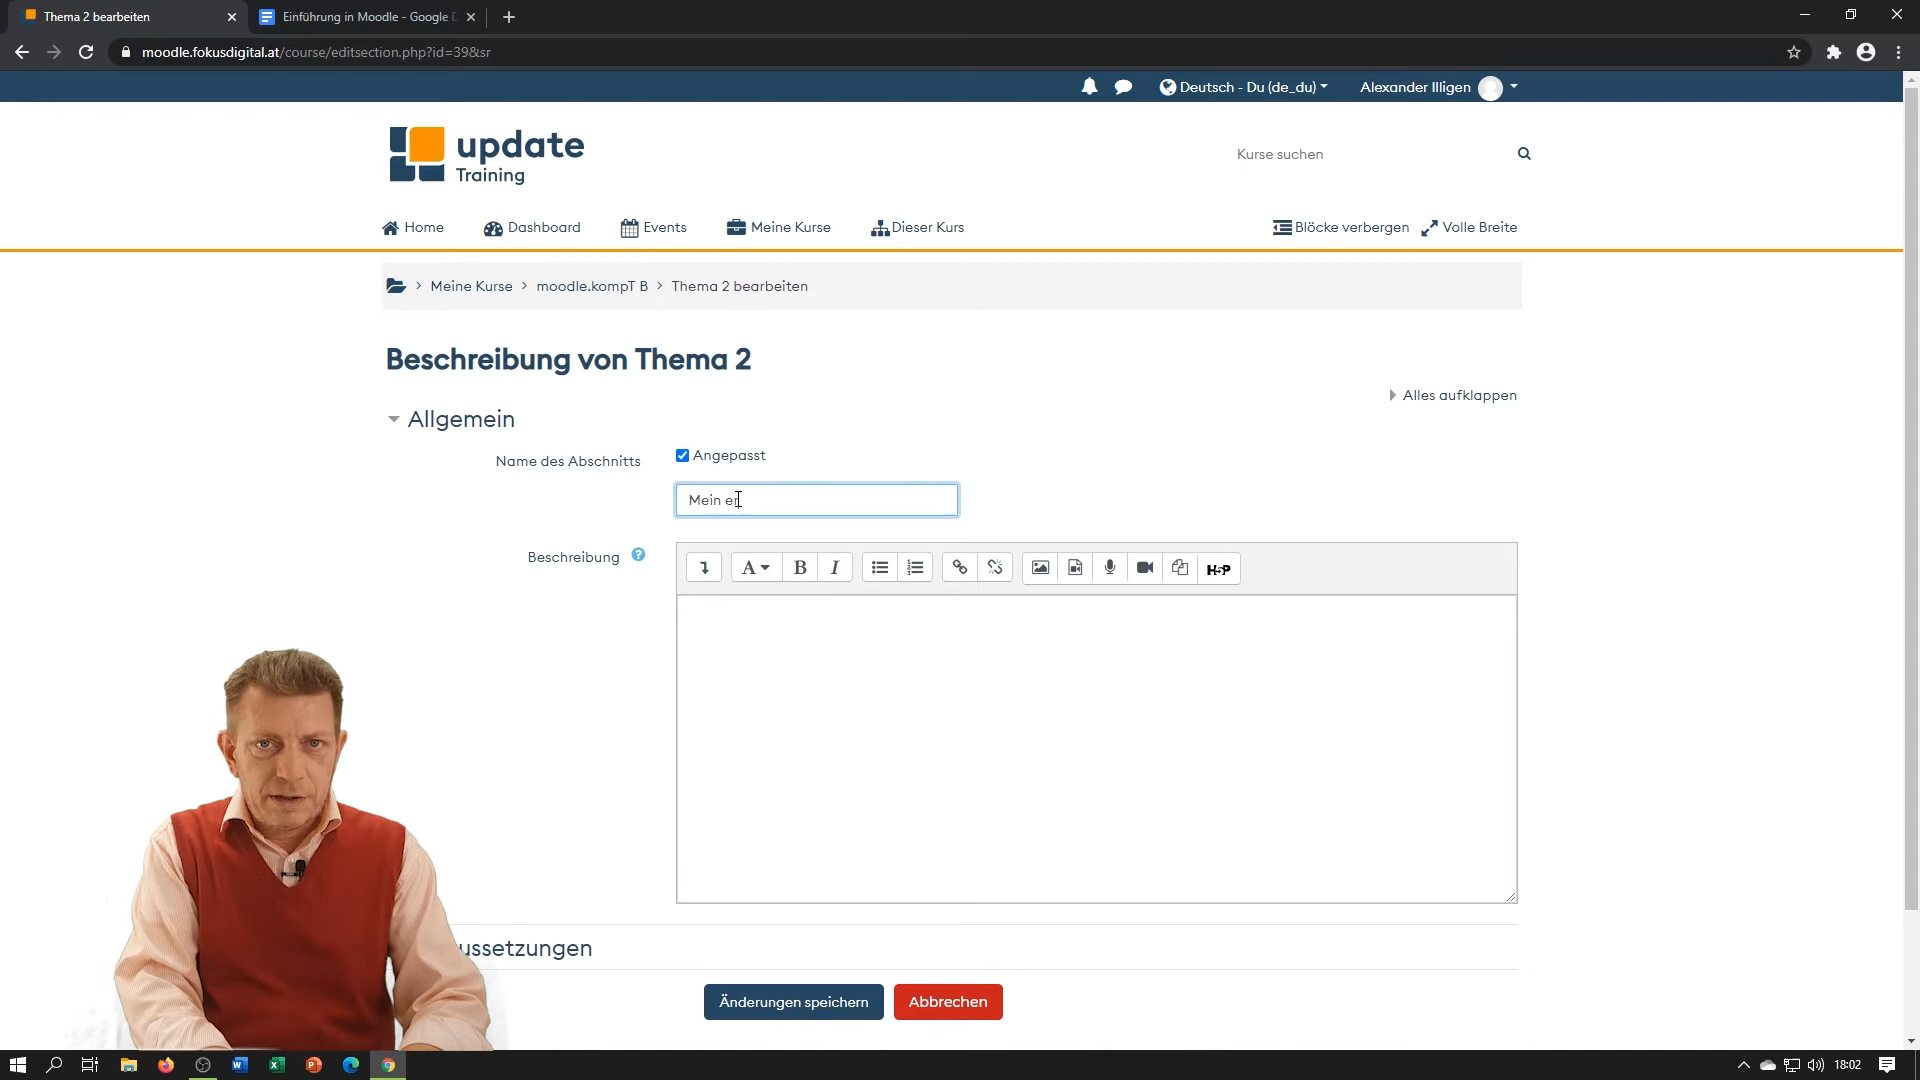 Thema 2 bearbeiten
Einführung in Moodle - Google
moodle.fokusdigital.at/course/editsection.php?id=39&sr
Deutsch - Du (de_du)
Alexander Illigen
update
Training
Kurse suchen
Home
Dashboard
Events
Meine Kurse
Dieser Kurs
Blöcke verbergen
Volle Breite
Meine Kurse > moodle.kompT B > Thema 2 bearbeiten
Beschreibung von Thema 2
Alles aufklappen
Allgemein
Name des Abschnitts
Angepasst
Mein er
Beschreibung
A B I
H5P
ussetzungen
Änderungen speichern
Abbrechen
18:02